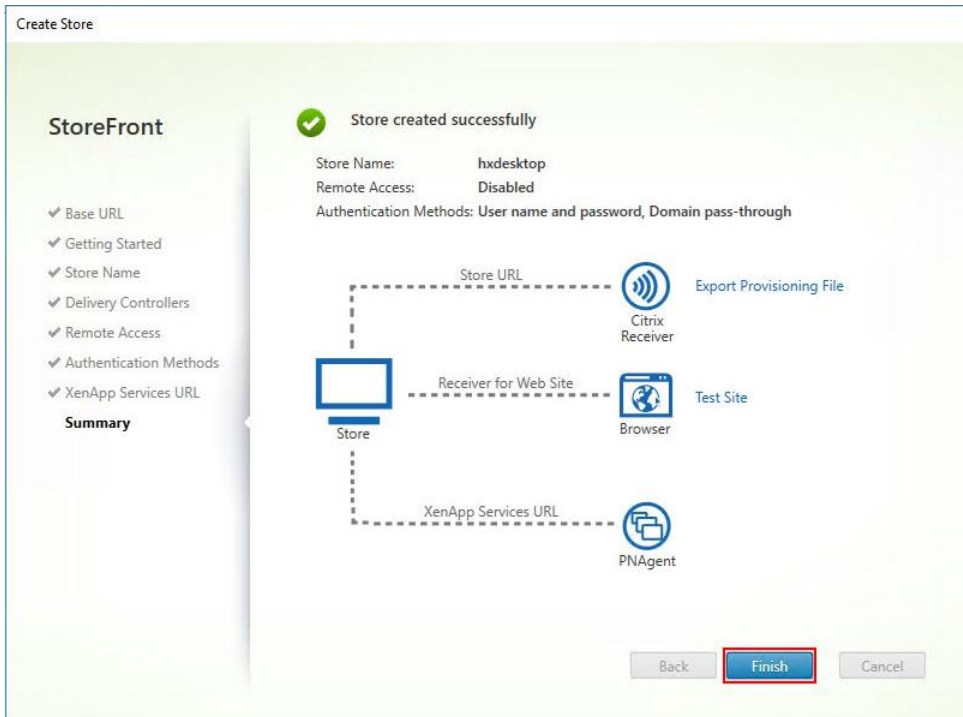 Create Store
StoreFront
Base URL
Getting Started
Store Name
Delivery Controllers
Remote Access
Authentication Methods
XenApp Services URL
Summary
Store created successfully
Store Name: hxdesktop
Remote Access: Disabled
Authentication Methods: User name and password, Domain pass-through
Store URL
Citrix
Receiver
Export Provisioning File
Store
Receiver for Web Site
Browser
Test Site
XenApp Services URL
PNAgent
Back Finish Cancel